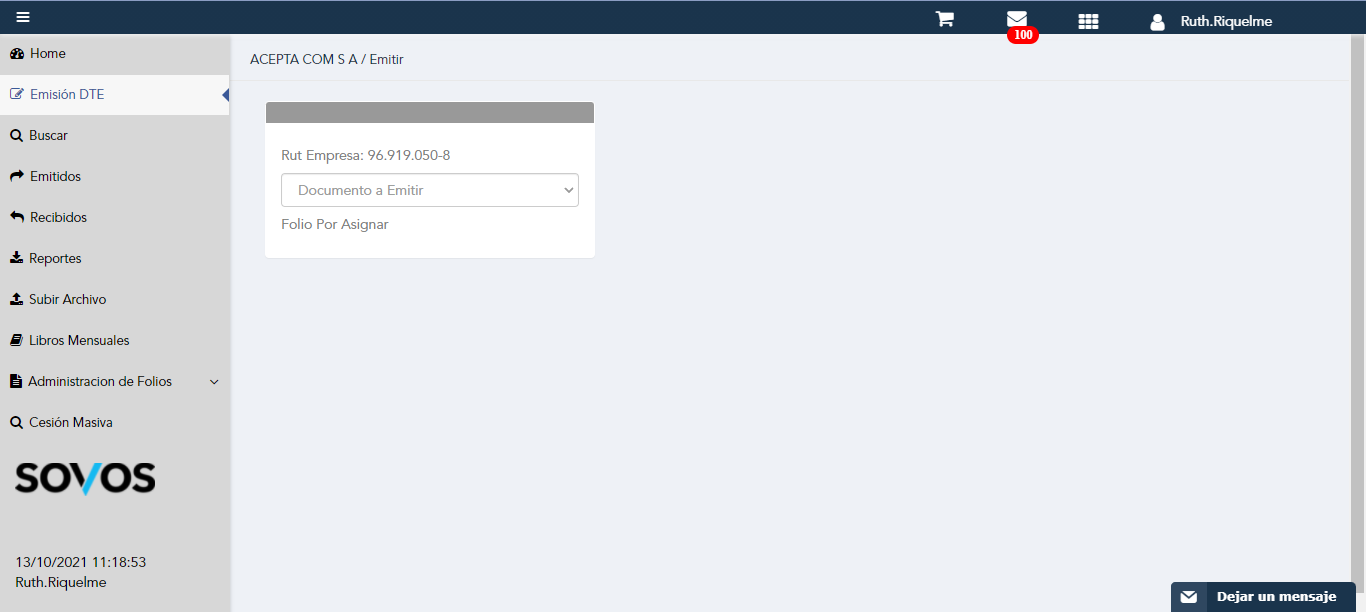 100
Ruth.Riquelme
Home
Emisión DTE
Buscar
Emitidos
Recibidos
Reportes
Subir Archivo
Libros Mensuales
Administracion de Folios
Cesión Masiva
SOVOS
13/10/2021 11:18:53
Ruth.Riquelme
ACEPTA COM S A / Emitir
Rut Empresa: 96.919.050-8
Documento a Emitir
Folio Por Asignar
Dejar un mensaje